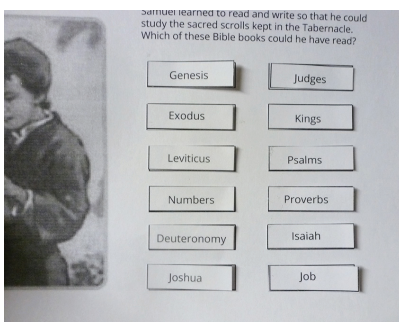 Samuel learned to read and write so that he could
study the sacred scrolls kept in the Tabernacle.
Which of these Bible books could he have read?
Genesis
Judges
Exodus
Kings
Leviticus
Psalms
Numbers
Proverbs
Deuteronomy
Isaiah
Joshua
Job